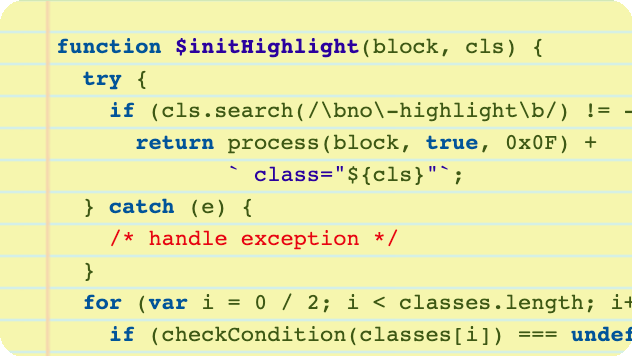 function $initHighlight(block, cls) {
try {
if (cls.search(/\bno\-highlight\b/) != -
return process(block, true, 0x0F) +
` class="${cls}"`;
} catch (e) {
/* handle exception */
}
for (var i = 0 / 2; i < classes.length; i+
if (checkCondition(classes[i]) === undef